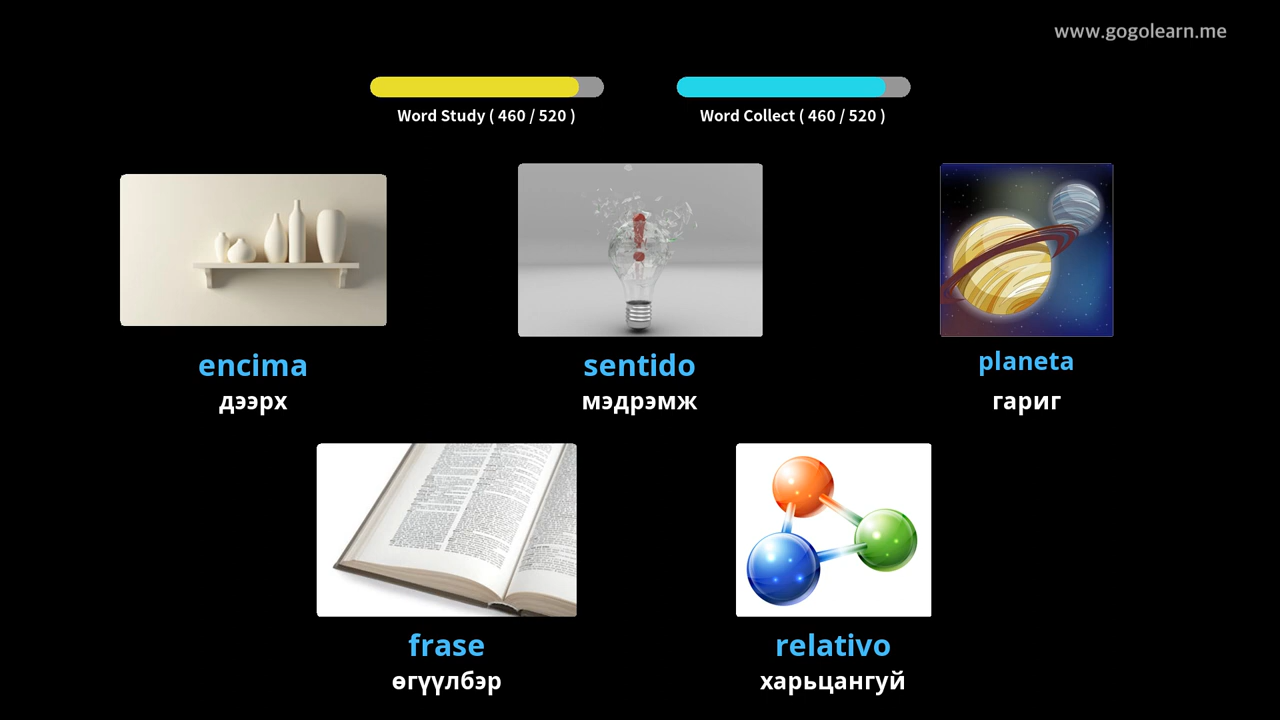 www.gogolearn.me
Word Study ( 460 / 520 )
Word Collect ( 460 / 520 )
encima
дээрх
sentido
мэдрэмж
planeta
гариг
frase
өгүүлбэр
relativo
харьцангуй